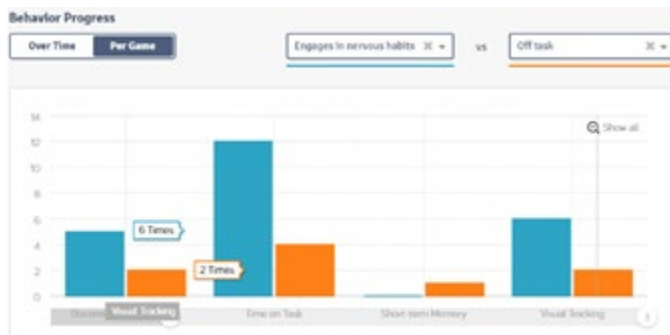 Behavior Progress
Over Time Per Game Engages in nervous habits vs Off task
14
12 Show all
10
8
6
6 Times
4
2 2 Times
0
Visual Tracking Time on Task Short term Memory Visual Tracking